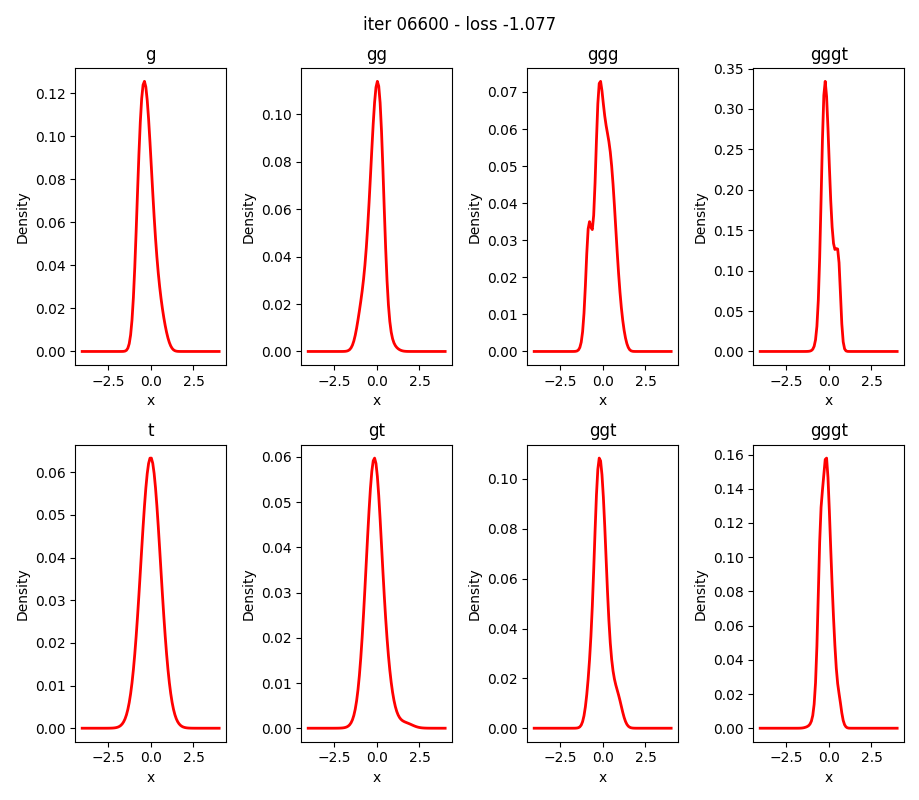 iter 06600 - loss -1.077
g gg ggg gggt
0.12 0.10 0.08 0.06 0.04 0.02 0.00
Density
−2.5 0.0 2.5
x
0.10 0.08 0.06 0.04 0.02 0.00
Density
−2.5 0.0 2.5
x
0.07 0.06 0.05 0.04 0.03 0.02 0.01 0.00
Density
−2.5 0.0 2.5
x
0.35 0.30 0.25 0.20 0.15 0.10 0.05 0.00
Density
−2.5 0.0 2.5
x
t gt ggt gggt
0.06 0.05 0.04 0.03 0.02 0.01 0.00
Density
−2.5 0.0 2.5
x
0.06 0.05 0.04 0.03 0.02 0.01 0.00
Density
−2.5 0.0 2.5
x
0.10 0.08 0.06 0.04 0.02 0.00
Density
−2.5 0.0 2.5
x
0.16 0.14 0.12 0.10 0.08 0.06 0.04 0.02 0.00
Density
−2.5 0.0 2.5
x